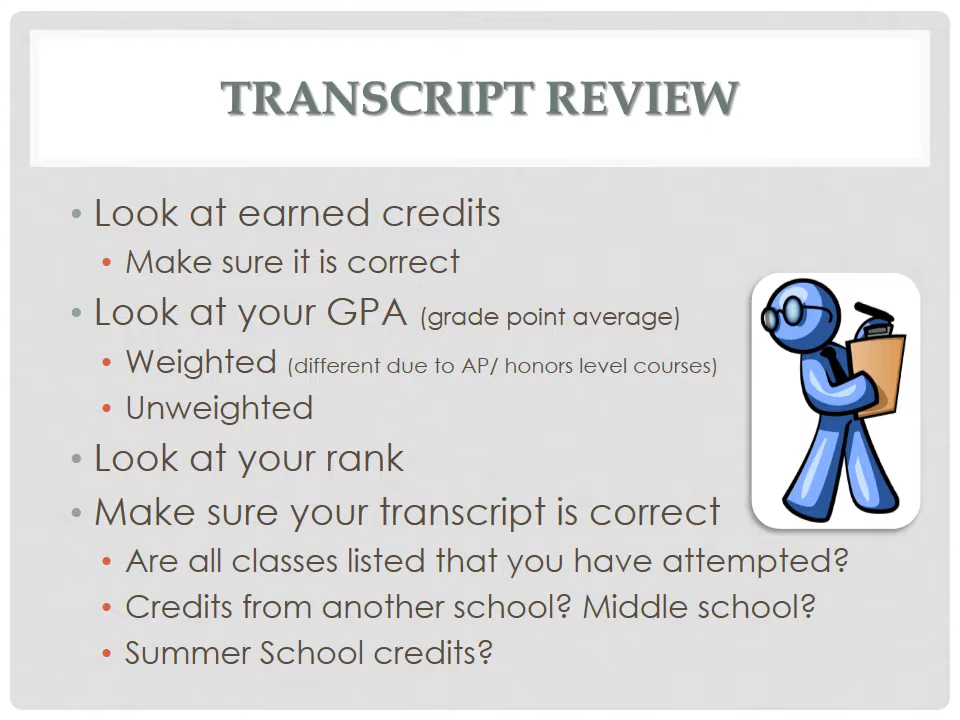 TRANSCRIPT REVIEW
• Look at earned credits
• Make sure it is correct
• Look at your GPA (grade point average)
• Weighted (different due to AP/ honors level courses)
• Unweighted
• Look at your rank
• Make sure your transcript is correct
• Are all classes listed that you have attempted?
• Credits from another school? Middle school?
• Summer School credits?